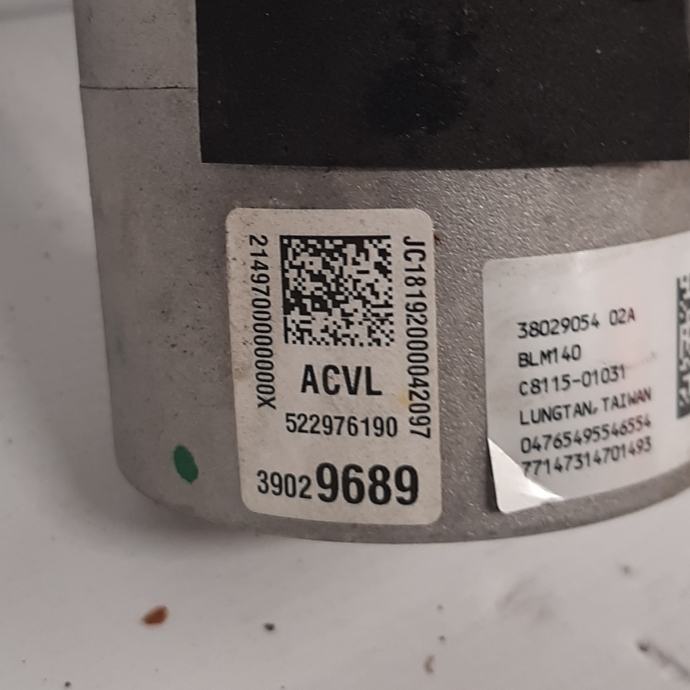 2149700000000X
JC18192000042097
ACVL
522976190
39029689
38029054 02A
BLM140
C8115-01031
LUNGTAN, TAIWAN
04765495546554
77147314701493